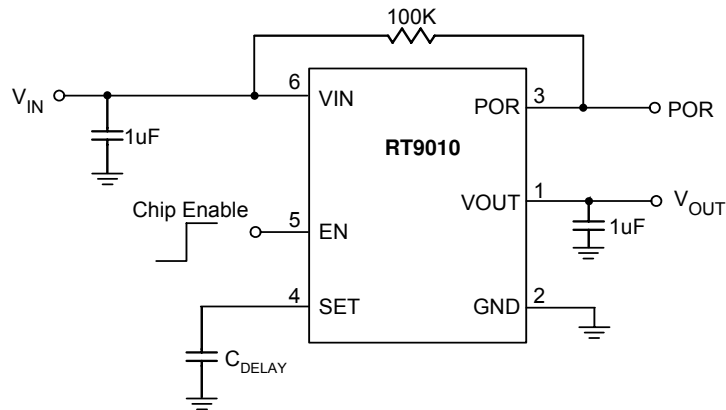 100K
V_IN
6
VIN
POR
3
POR
1uF
RT9010
Chip Enable
5
EN
VOUT
1
V_OUT
1uF
4
SET
GND
2
C_DELAY